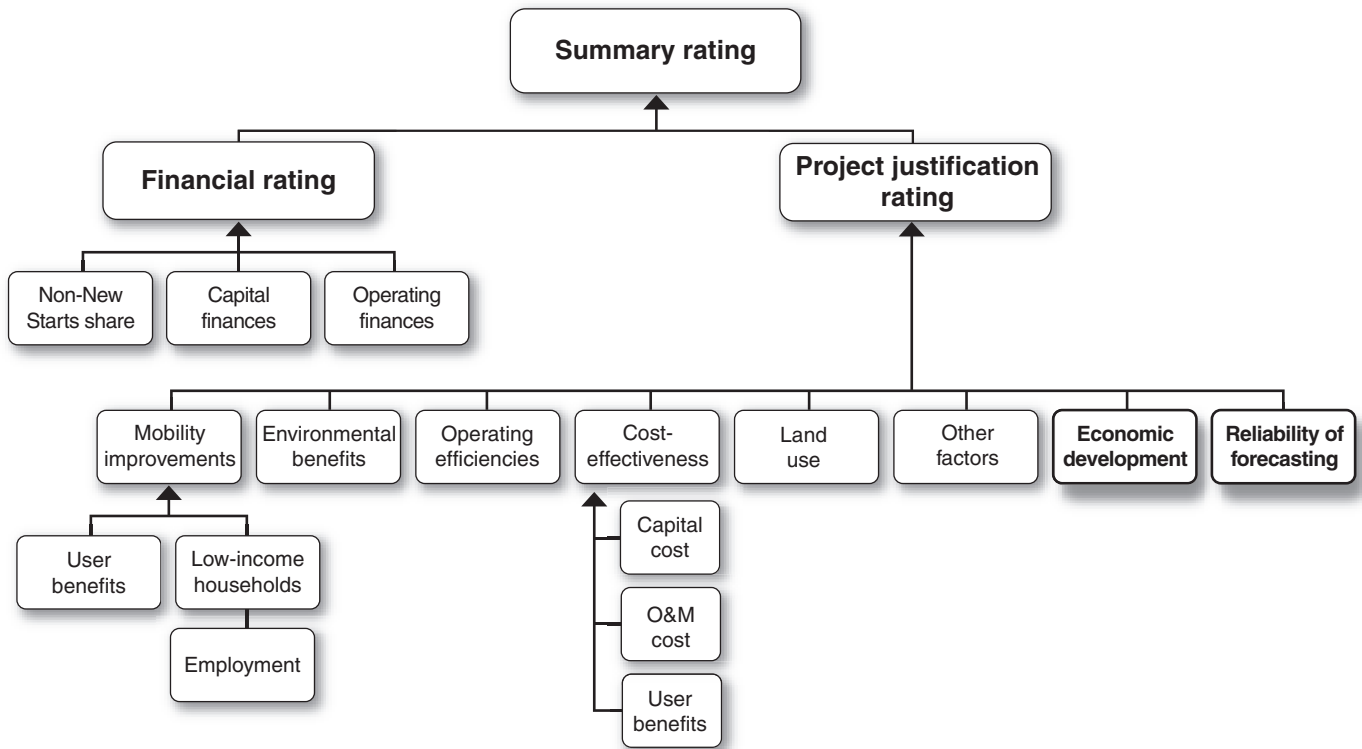 Summary rating
Financial rating
Project justification
rating
Non-New
Starts share
Capital
finances
Operating
finances
Mobility
improvements
Environmental
benefits
Operating
efficiencies
Cost-
effectiveness
Land
use
Other
factors
Economic
development
Reliability of
forecasting
User
benefits
Low-income
households
Employment
Capital
cost
O&M
cost
User
benefits